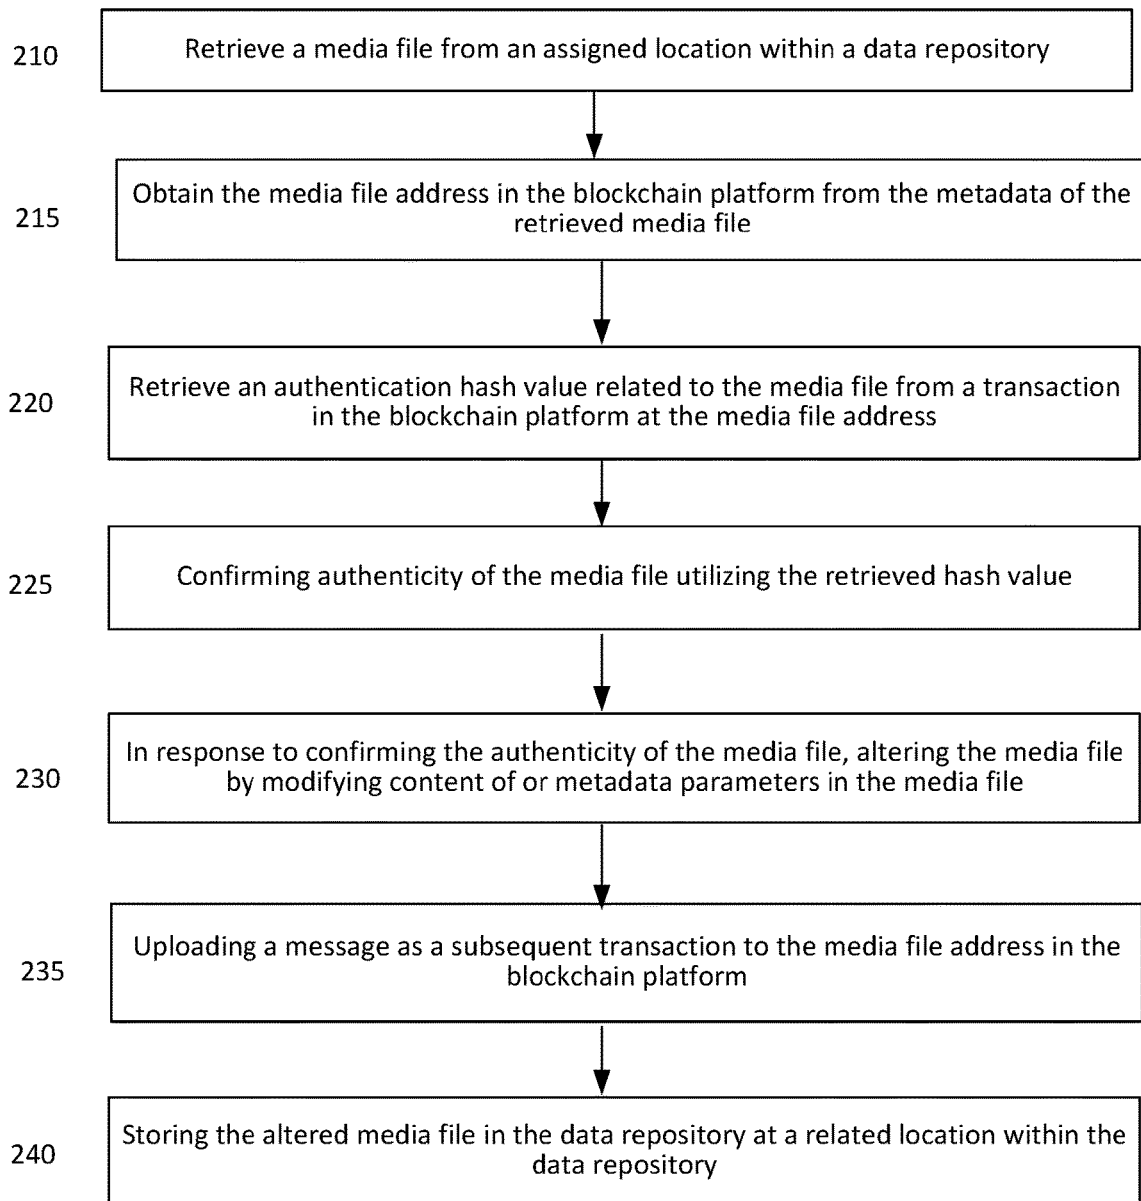 210
Retrieve a media file from an assigned location within a data repository
215
Obtain the media file address in the blockchain platform from the metadata of the
retrieved media file
220
Retrieve an authentication hash value related to the media file from a transaction
in the blockchain platform at the media file address
225
Confirming authenticity of the media file utilizing the retrieved hash value
230
In response to confirming the authenticity of the media file, altering the media file
by modifying content of or metadata parameters in the media file
235
Uploading a message as a subsequent transaction to the media file address in the
blockchain platform
240
Storing the altered media file in the data repository at a related location within the
data repository